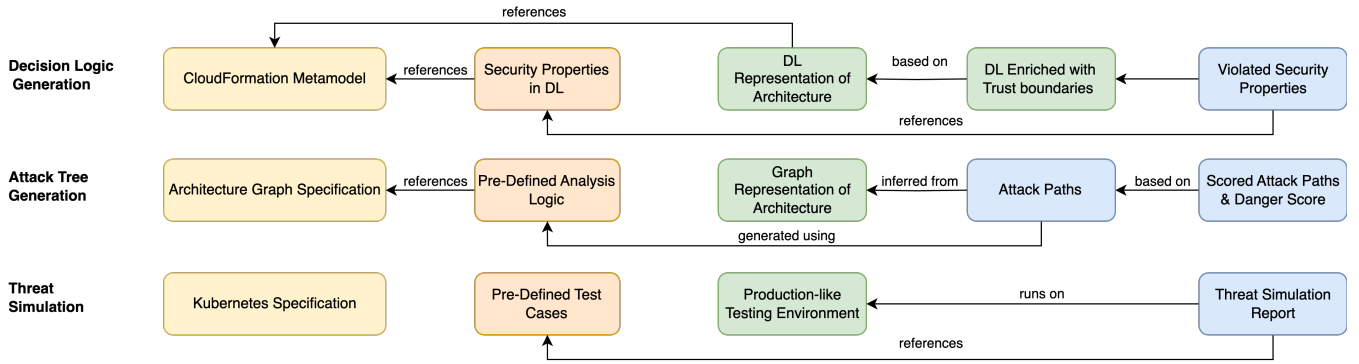 references
Decision Logic
Generation
CloudFormation Metamodel
references
Security Properties
in DL
DL
Representation of
Architecture
based on
DL Enriched with
Trust boundaries
Violated Security
Properties
references
Attack Tree
Generation
Architecture Graph Specification
references
Pre-Defined Analysis
Logic
Graph
Representation of
Architecture
inferred from
Attack Paths
based on
Scored Attack Paths
& Danger Score
generated using
Threat
Simulation
Kubernetes Specification
Pre-Defined Test
Cases
Production-like
Testing Environment
runs on
Threat Simulation
Report
references